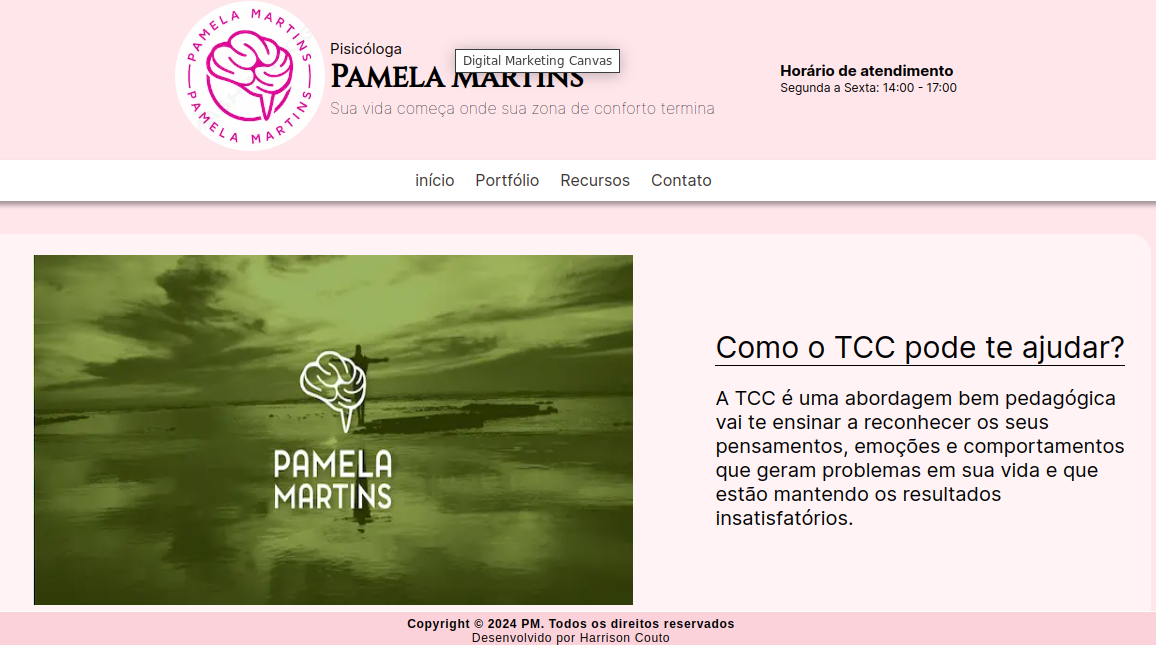 PAMELA MARTINS
PAMELA MARTINS
Pisicóloga
PAMELA MARTINS
Digital Marketing Canvas
Sua vida começa onde sua zona de conforto termina
Horário de atendimento
Segunda a Sexta: 14:00 - 17:00
início Portfólio Recursos Contato
PAMELA
MARTINS
Como o TCC pode te ajudar?
A TCC é uma abordagem bem pedagógica
vai te ensinar a reconhecer os seus
pensamentos, emoções e comportamentos
que geram problemas em sua vida e que
estão mantendo os resultados
insatisfatórios.
Copyright © 2024 PM. Todos os direitos reservados
Desenvolvido por Harrison Couto